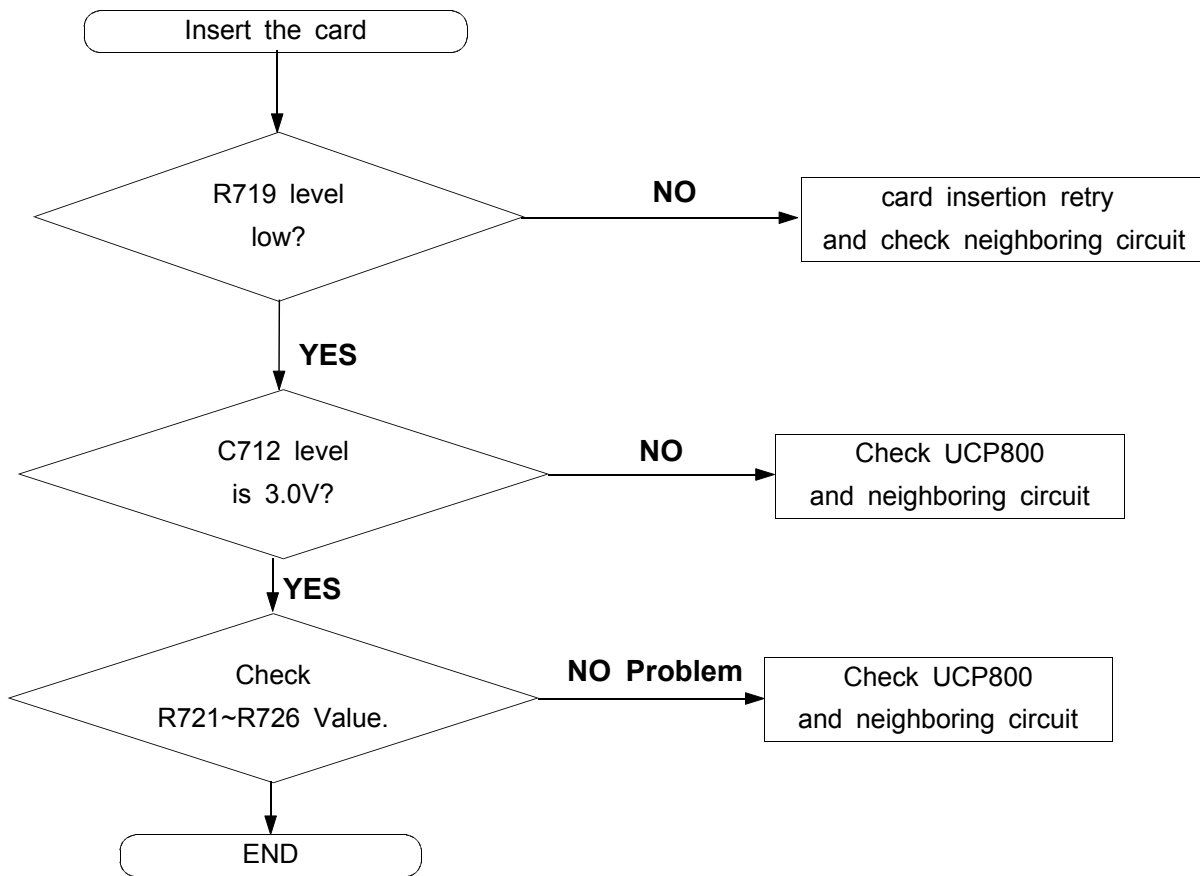 Insert the card
R719 level
low?
NO
card insertion retry
and check neighboring circuit
YES
C712 level
is 3.0V?
NO
Check UCP800
and neighboring circuit
YES
Check
R721~R726 Value.
NO Problem
Check UCP800
and neighboring circuit
END